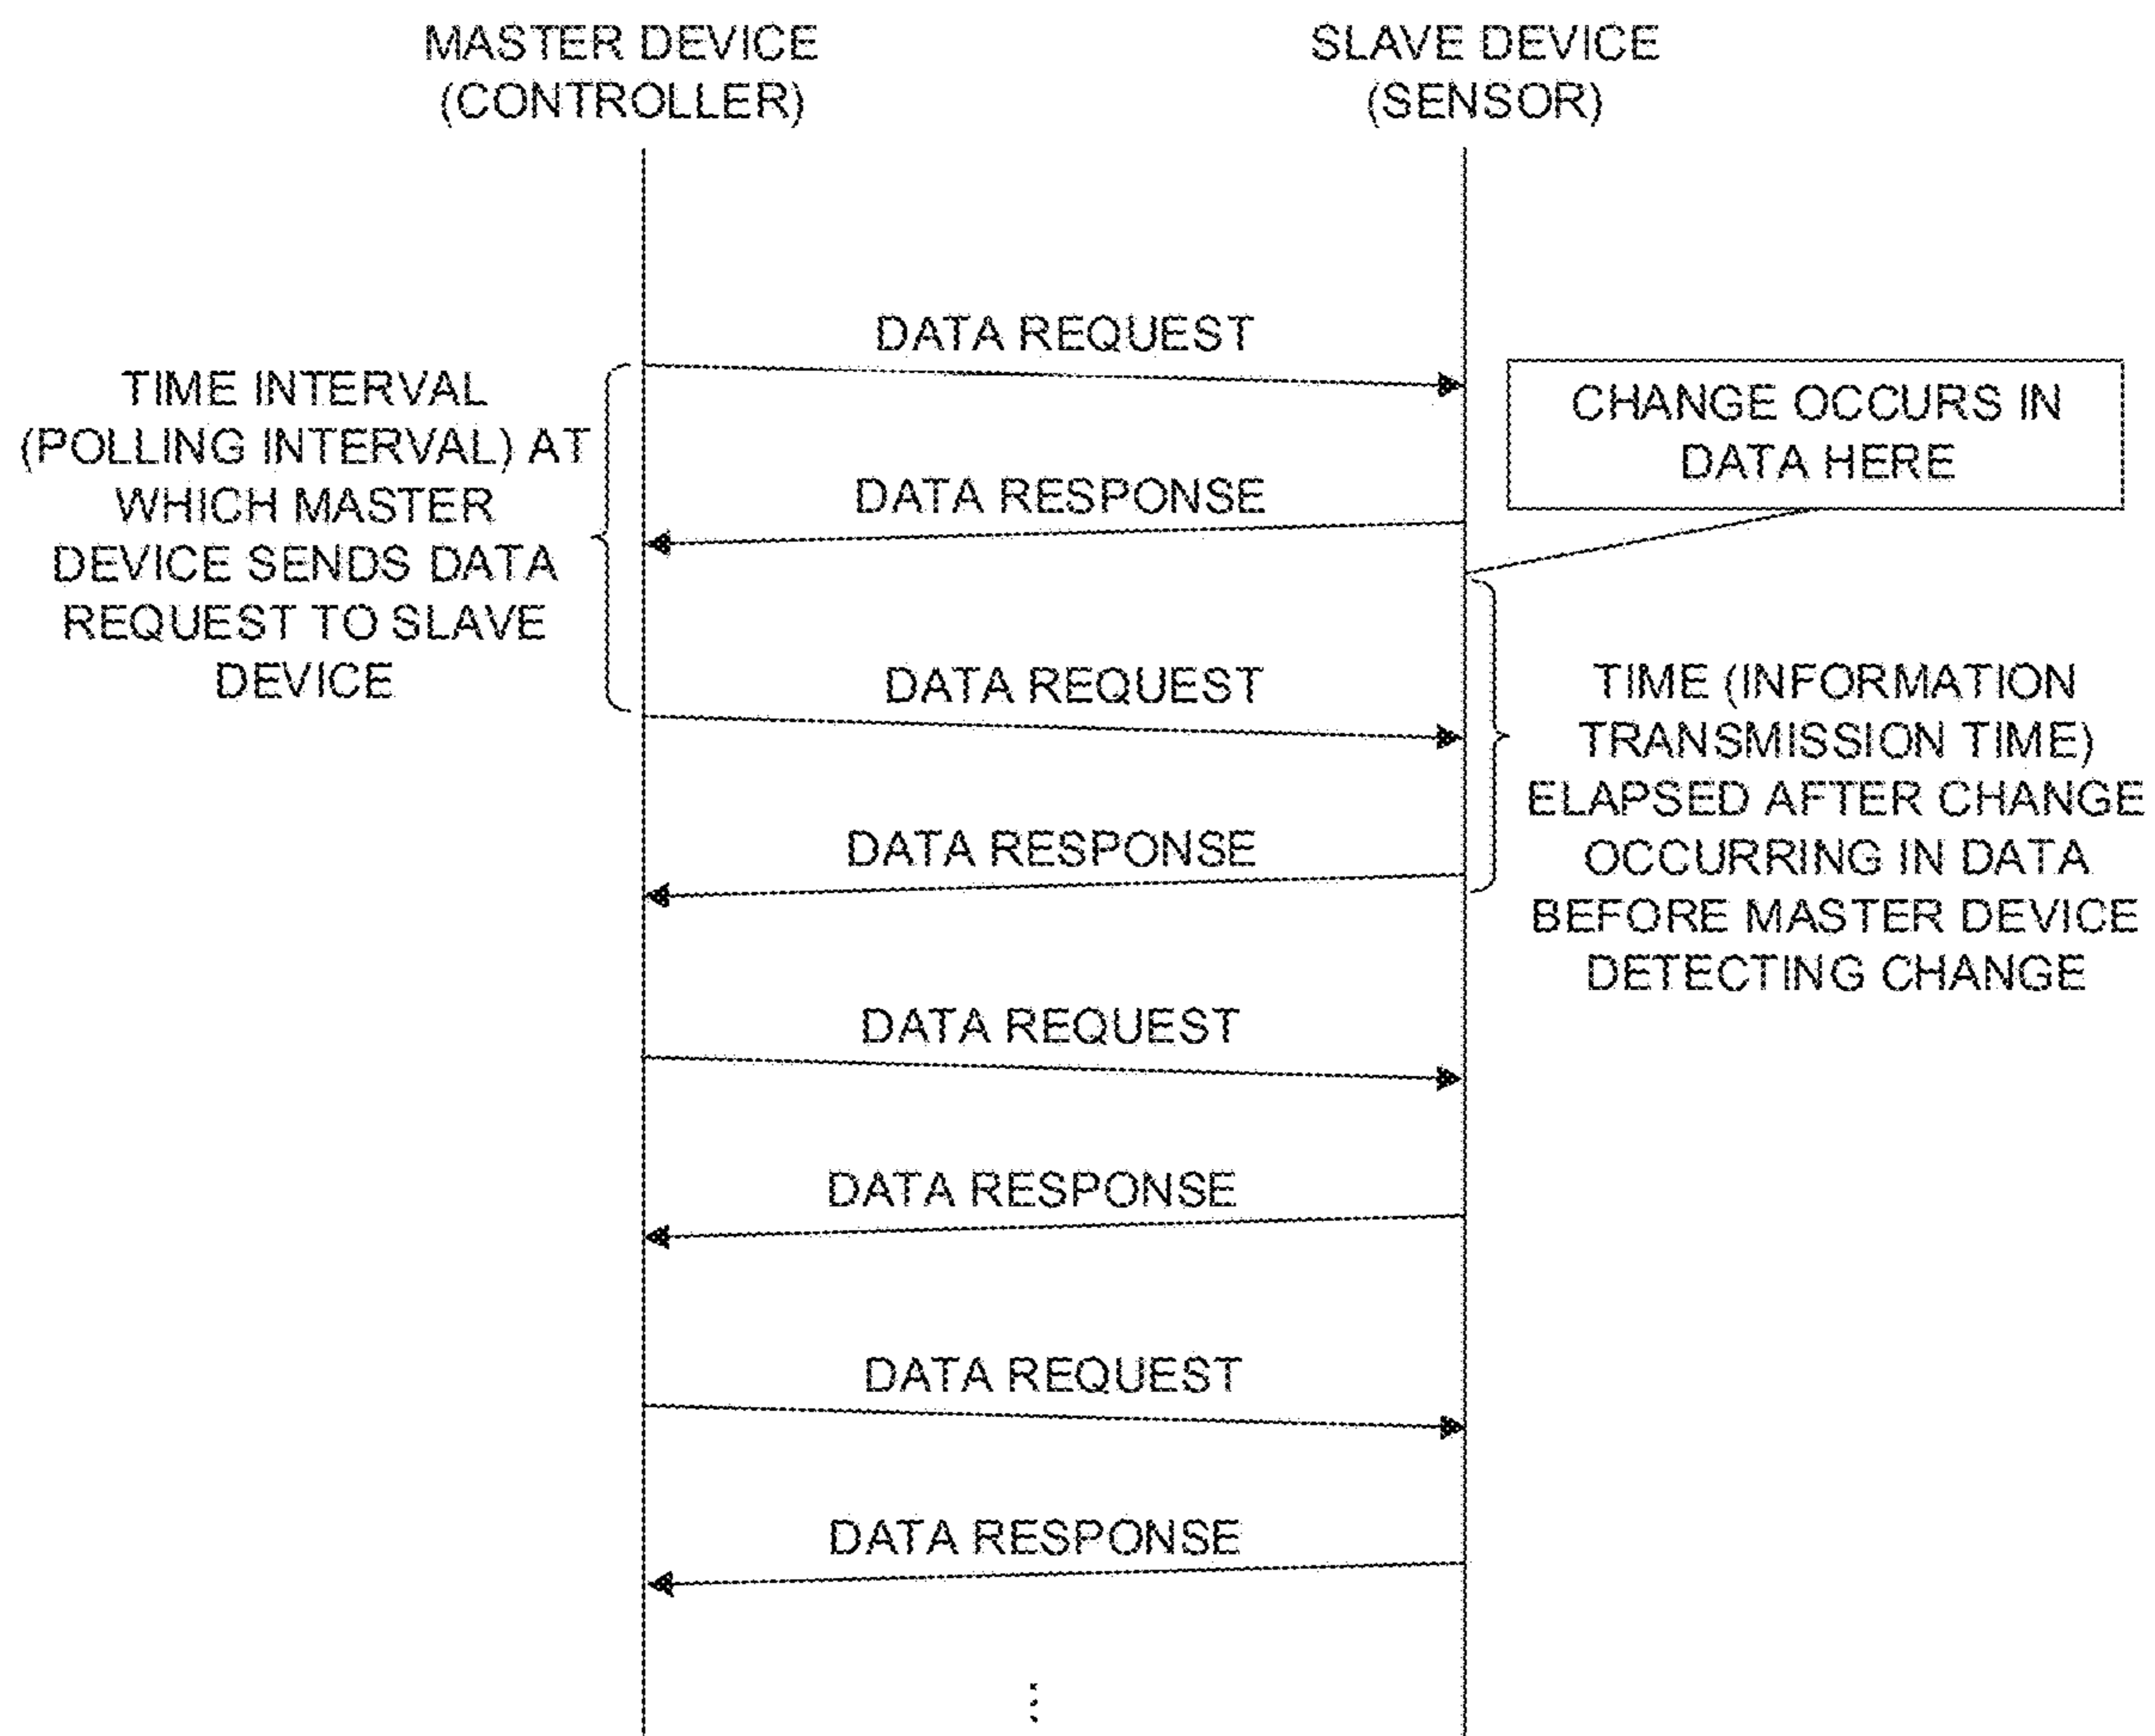 MASTER DEVICE
(CONTROLLER)
SLAVE DEVICE
(SENSOR)
DATA REQUEST
TIME INTERVAL
(POLLING INTERVAL) AT
WHICH MASTER
DEVICE SENDS DATA
REQUEST TO SLAVE
DEVICE
CHANGE OCCURS IN
DATA HERE
DATA RESPONSE
DATA REQUEST
TIME (INFORMATION
TRANSMISSION TIME)
ELAPSED AFTER CHANGE
OCCURRING IN DATA
BEFORE MASTER DEVICE
DETECTING CHANGE
DATA RESPONSE
DATA REQUEST
DATA RESPONSE
DATA REQUEST
DATA RESPONSE